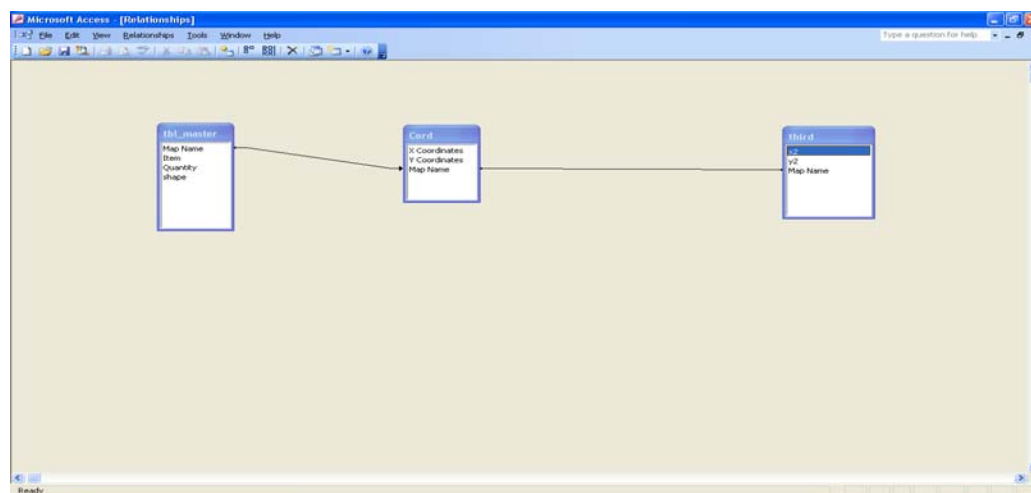 Microsoft Access - [Relationships]
File Edit View Relationships Tools Window Help
Type a question for help
tbl_master
Map Name
Item
Quantity
shape
Cord
X Coordinates
Y Coordinates
Map Name
third
x2
y2
Map Name
Ready